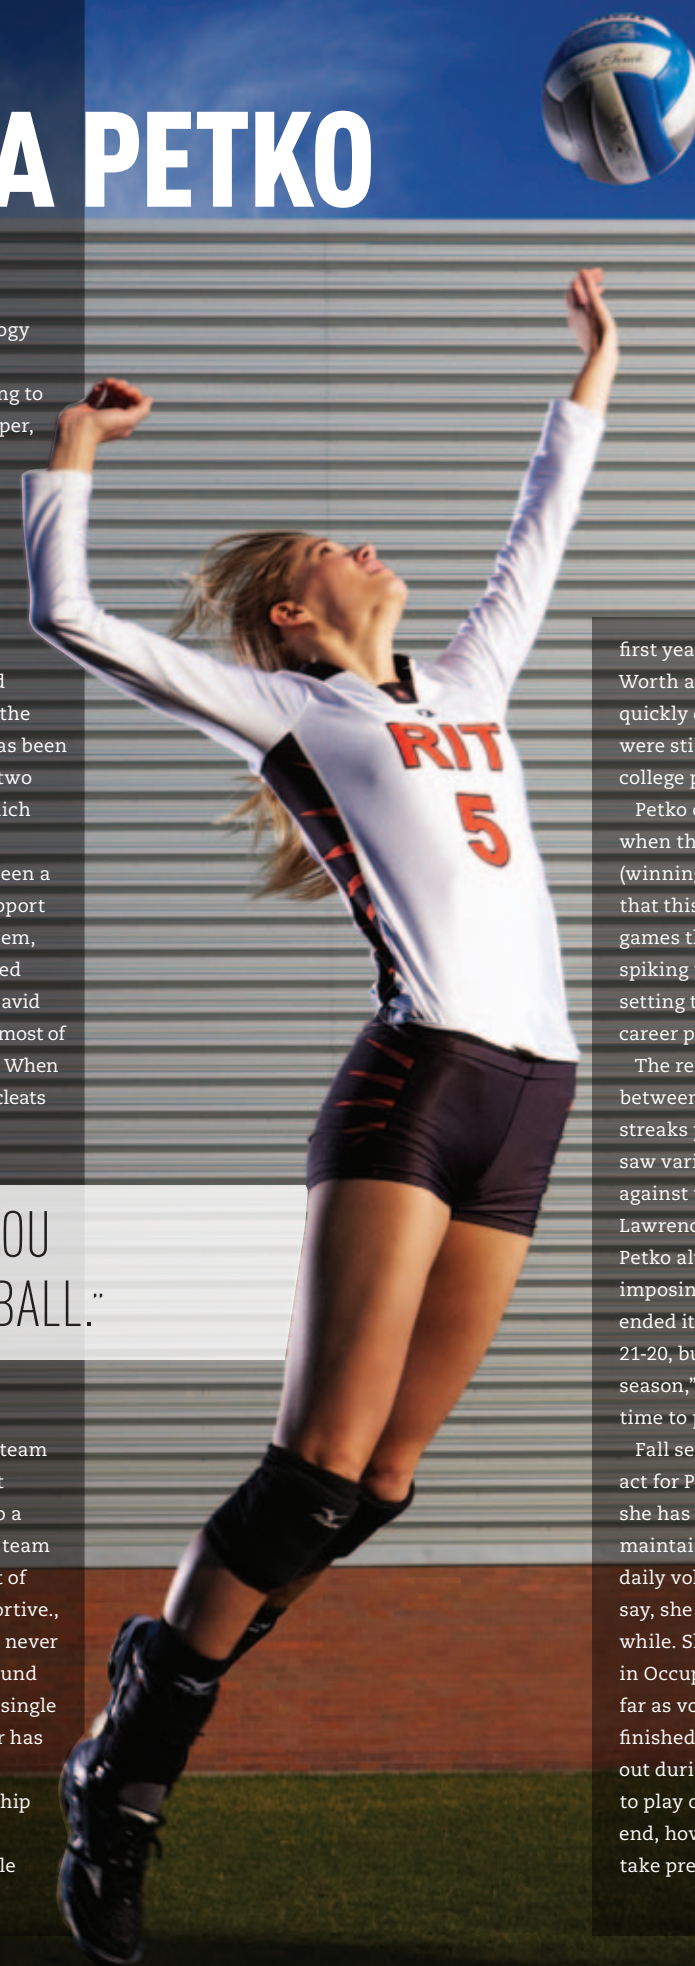 A PETKO
ogy
ng to
per,
d
the
as been
two
ich
een a
pport
em,
ed
avid
most of
When
cleats
OU
BALL.”
team
t
o a
team
t of
ortive.,
never
und
single
r has
hip
le
RIT
5
first yea
Worth a
quickly
were sti
college p
Petko
when th
(winning
that this
games th
spiking
setting t
career p
The re
between
streaks
saw vari
against
Lawrenc
Petko al
imposin
ended it
21-20, bu
season,”
time to p
Fall se
act for P
she has
maintai
daily vol
say, she
while. S
in Occup
far as vo
finished
out duri
to play
end, how
take pre